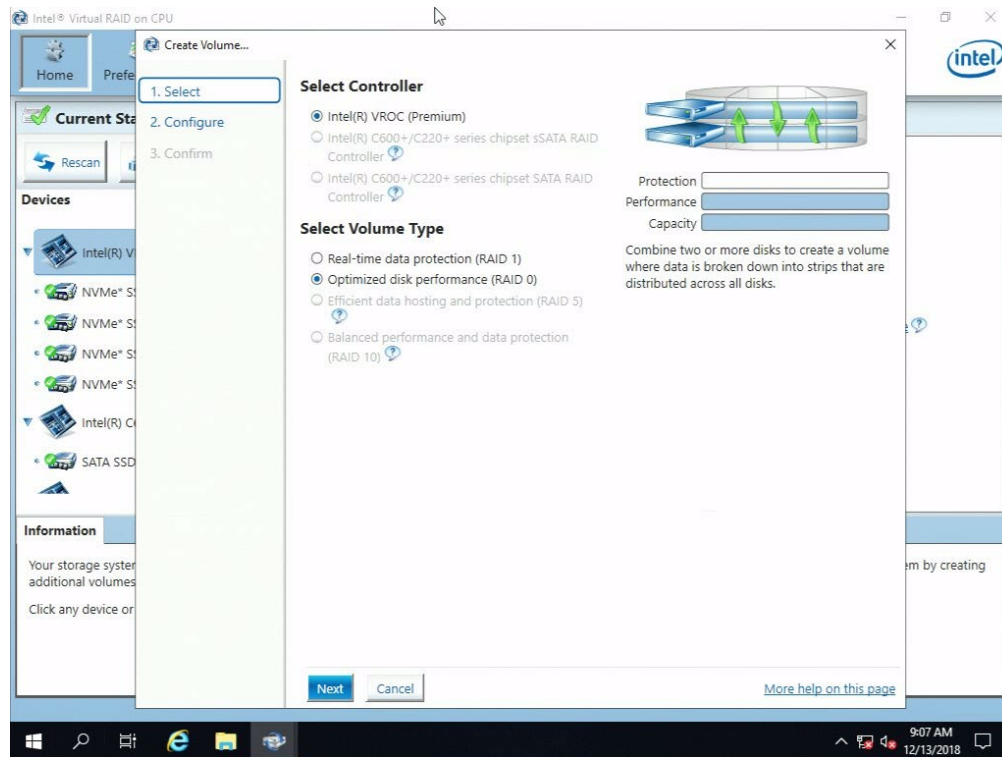 Intel® Virtual RAID on CPU
Home
Create Volume...
intel
1. Select
2. Configure
3. Confirm
Select Controller
Intel(R) VROC (Premium)
Intel(R) C600+/C220+ series chipset sSATA RAID
Controller ?
Intel(R) C600+/C220+ series chipset SATA RAID
Controller ?
Select Volume Type
Real-time data protection (RAID 1)
Optimized disk performance (RAID 0)
Efficient data hosting and protection (RAID 5)
?
Balanced performance and data protection
(RAID 10) ?
Protection
Performance
Capacity
Combine two or more disks to create a volume
where data is broken down into strips that are
distributed across all disks.
Next
Cancel
More help on this page
Current
Rescan
Devices
Intel(R)
NVMe*
NVMe*
NVMe*
NVMe*
Intel(R)
SATA SSD
?
Information
Your storage
by creating
additional volumes
Click any device or
9:07 AM
12/13/2018